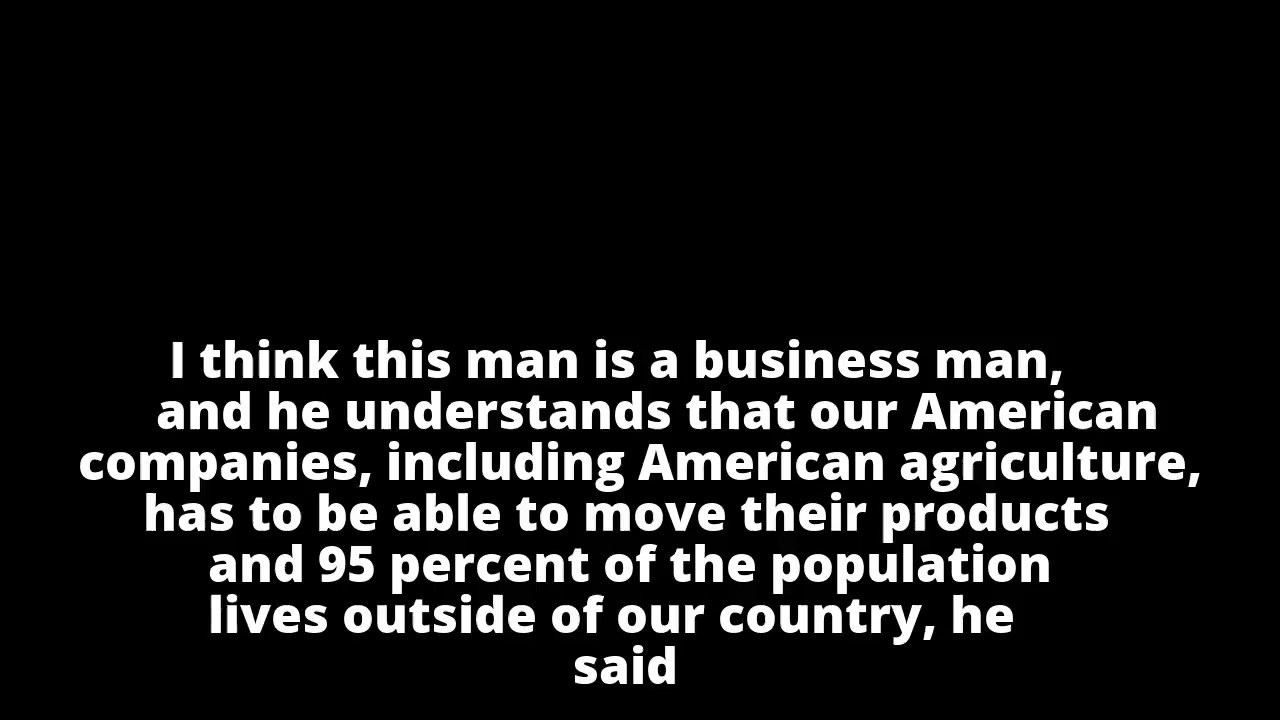 I think this man is a business man,
and he understands that our American
companies, including American agriculture,
has to be able to move their products
and 95 percent of the population
lives outside of our country, he
said